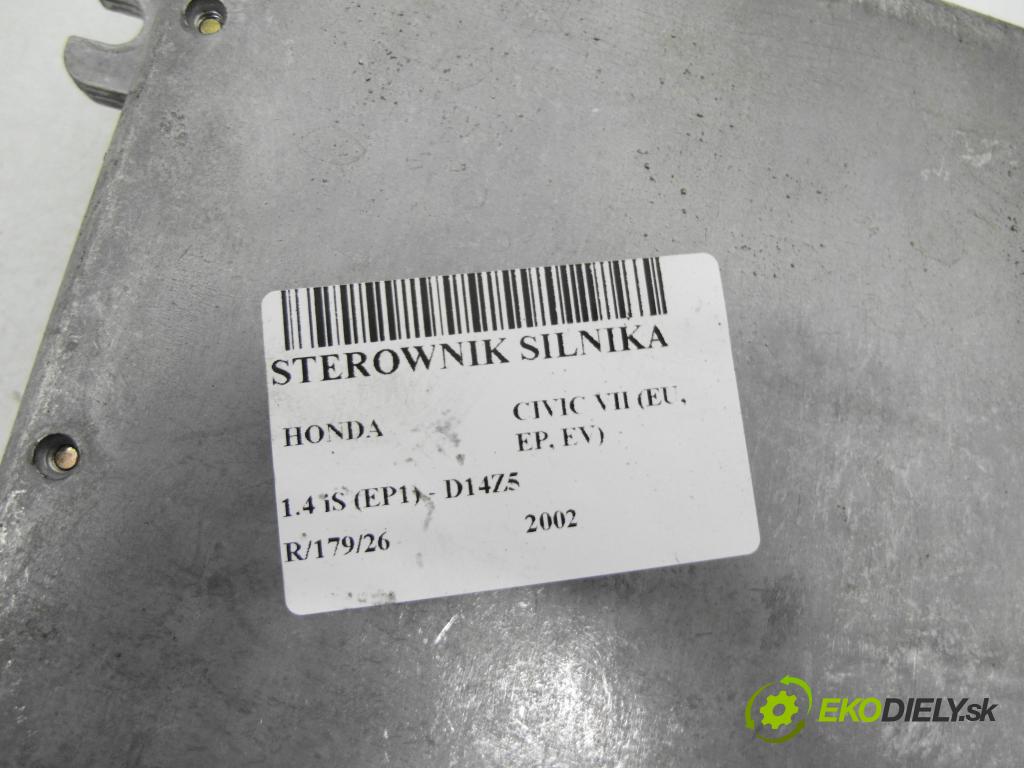 STEROWNIK SILNIKA
HONDA
CIVIC VII (EU,
EP, EV)
1.4 iS (EP1) - D14Z5
R/179/26
2002
EKODIELY.sk